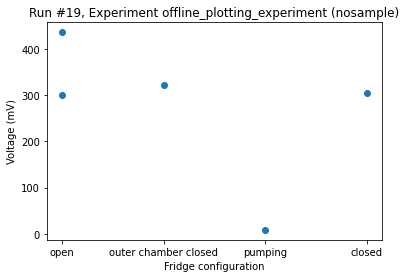 Run #19, Experiment offline_plotting_experiment (nosample)
400
300
200
100
0
Voltage (mV)
open outer chamber closed pumping closed
Fridge configuration